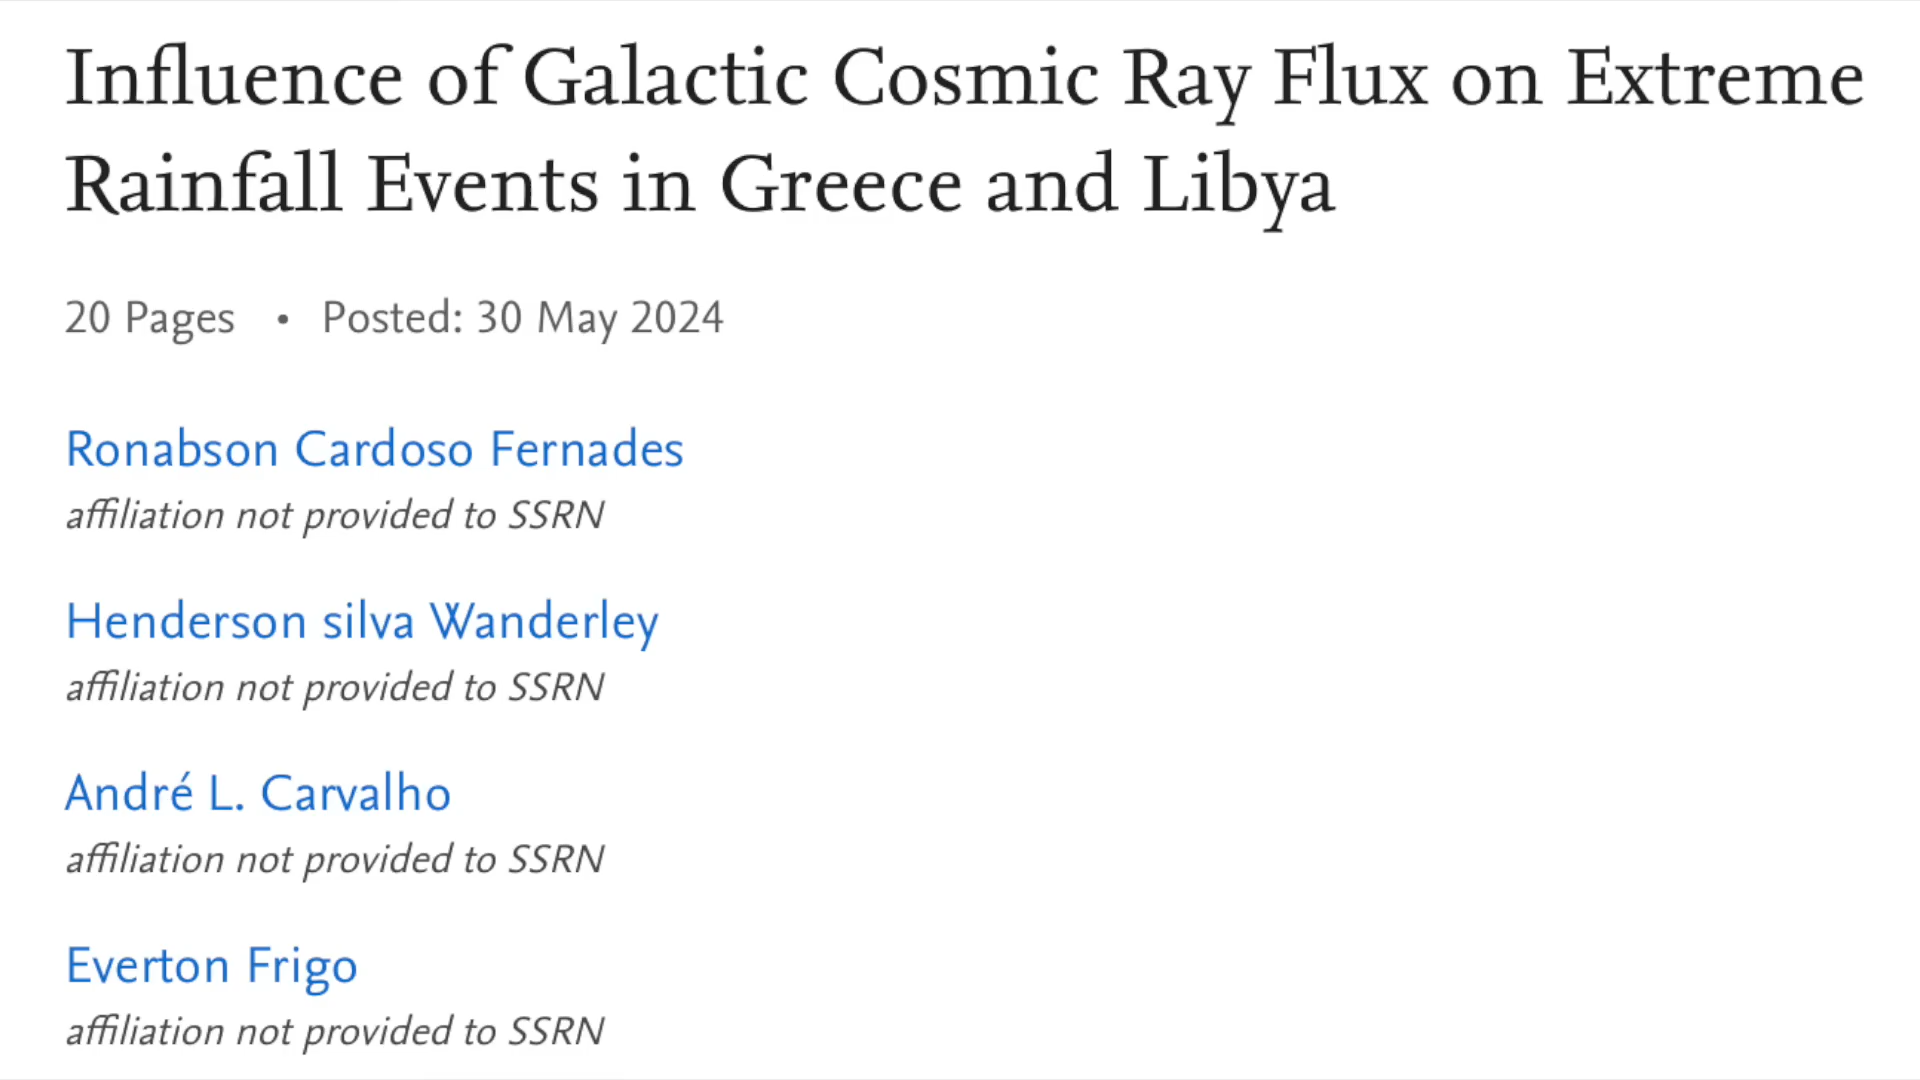 Influence of Galactic Cosmic Ray Flux on Extreme
Rainfall Events in Greece and Libya
20 Pages • Posted: 30 May 2024
Ronabson Cardoso Fernades
affiliation not provided to SSRN
Henderson silva Wanderley
affiliation not provided to SSRN
André L. Carvalho
affiliation not provided to SSRN
Everton Frigo
affiliation not provided to SSRN